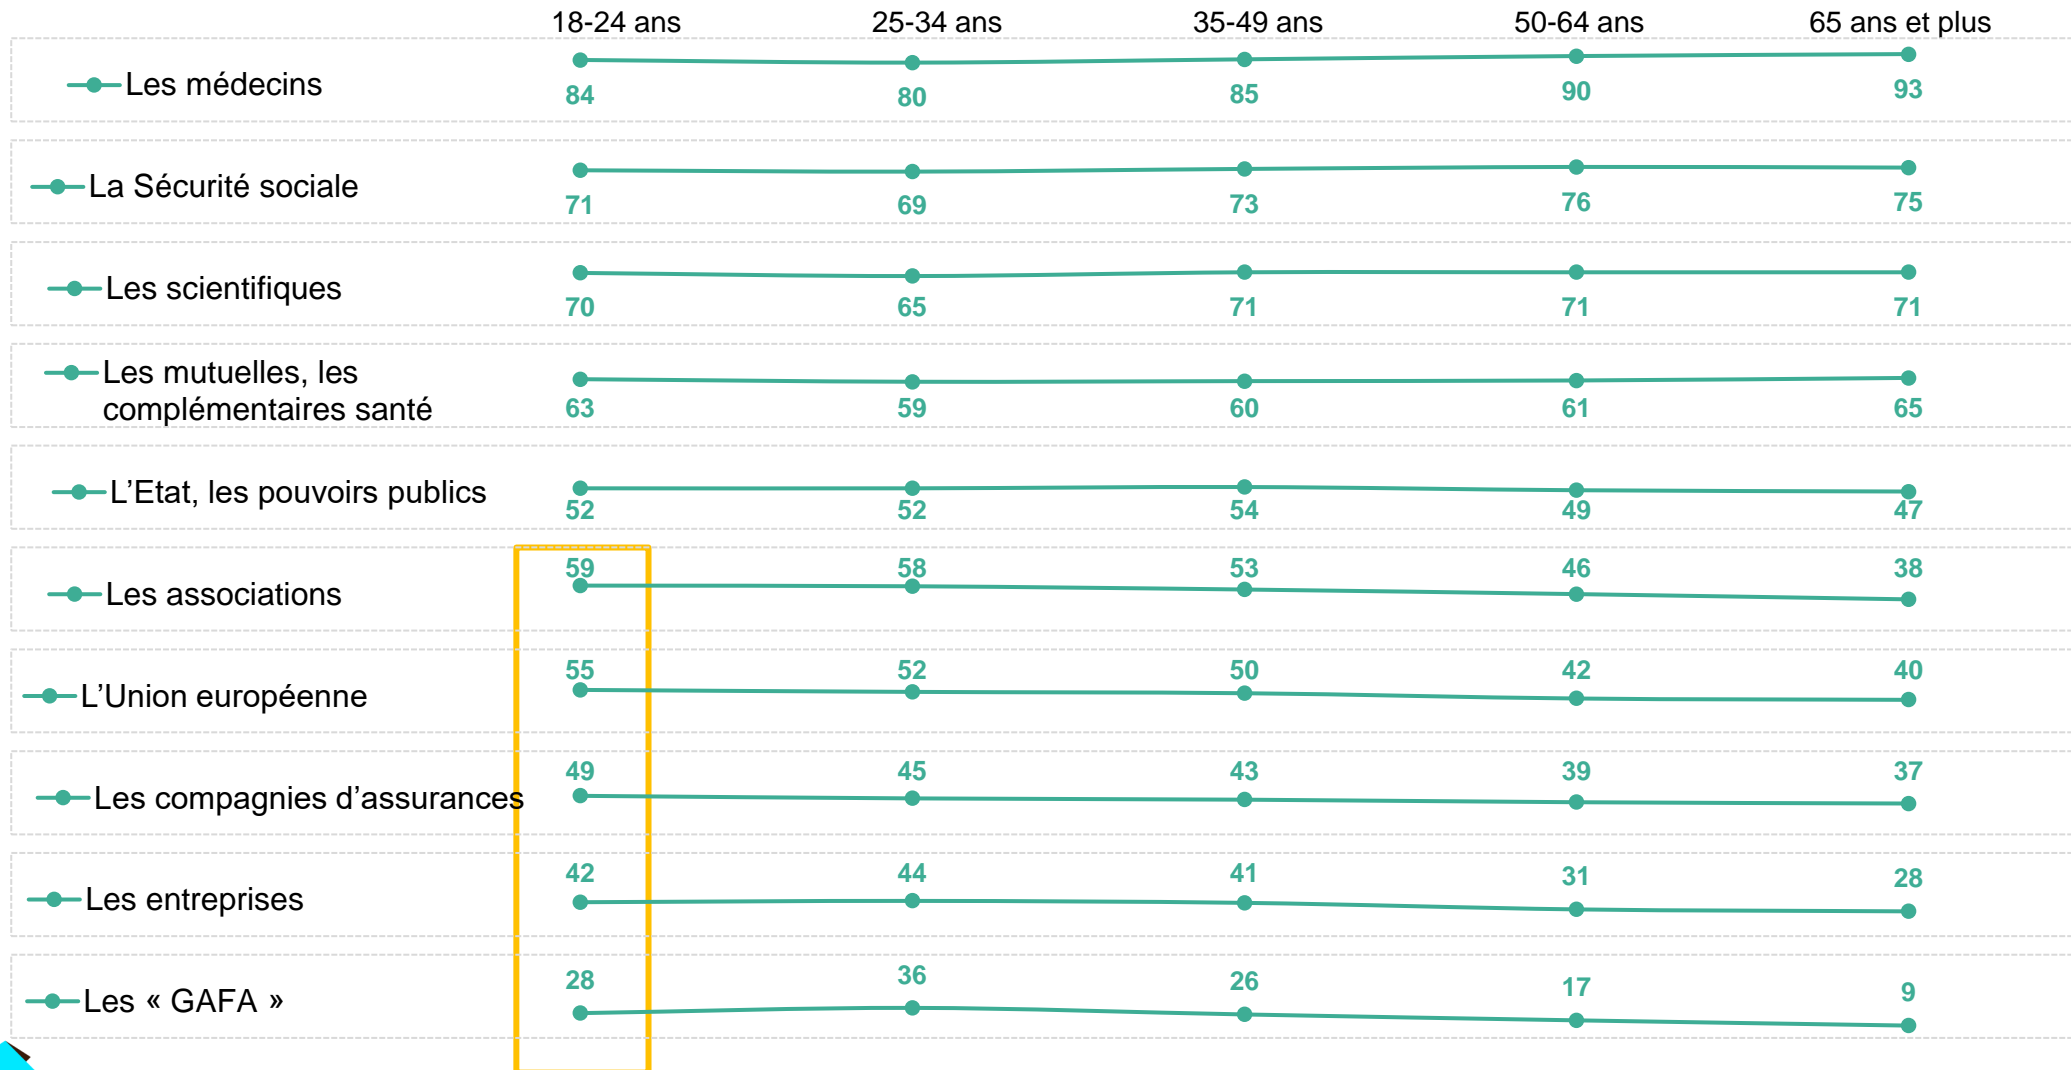 18-24 ans 25-34 ans 35-49 ans 50-64 ans 65 ans et plus
Les médecins 84 80 85 90 93
La Sécurité sociale 71 69 73 76 75
Les scientifiques 70 65 71 71 71
Les mutuelles, les
complémentaires santé 63 59 60 61 65
L’Etat, les pouvoirs publics 52 52 54 49 47
Les associations 59 58 53 46 38
L’Union européenne 55 52 50 42 40
Les compagnies d’assurances 49 45 43 39 37
Les entreprises 42 44 41 31 28
Les « GAFA » 28 36 26 17 9